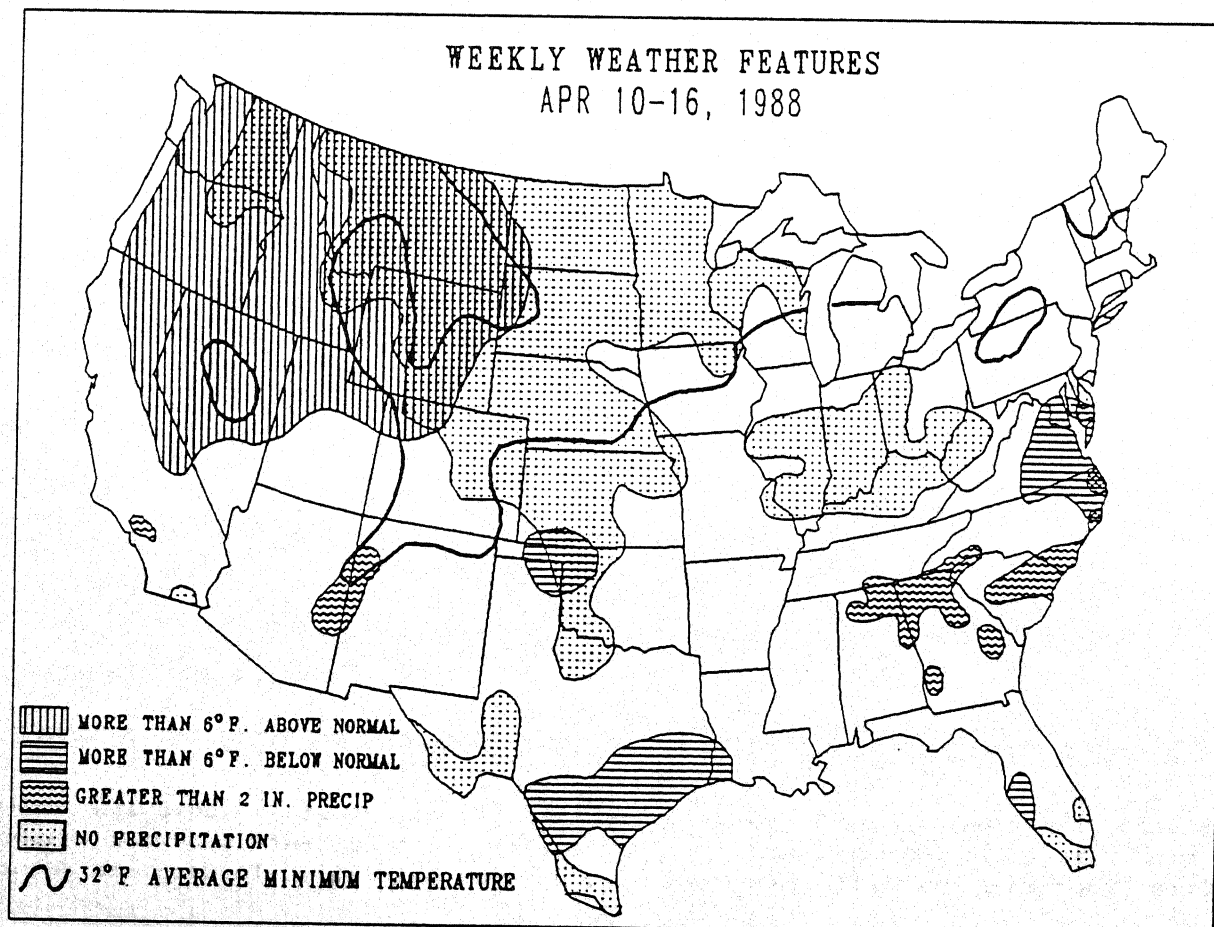 WEEKLY WEATHER FEATURES
APR 10-16, 1988
MORE THAN 6°F. ABOVE NORMAL
MORE THAN 6°F. BELOW NORMAL
GREATER THAN 2 IN. PRECIP
NO PRECIPITATION
32°F AVERAGE MINIMUM TEMPERATURE